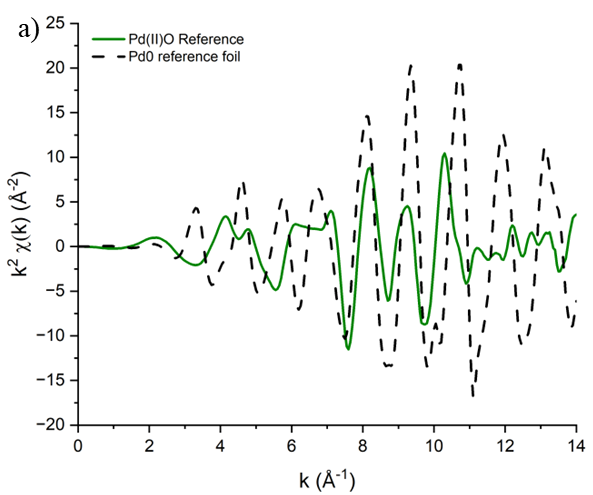 a)
Pd(II)O Reference
Pd0 reference foil
25
20
15
10
5
0
−5
−10
−15
−20
k² χ(k) (Å⁻²)
0 2 4 6 8 10 12 14
k (Å⁻¹)